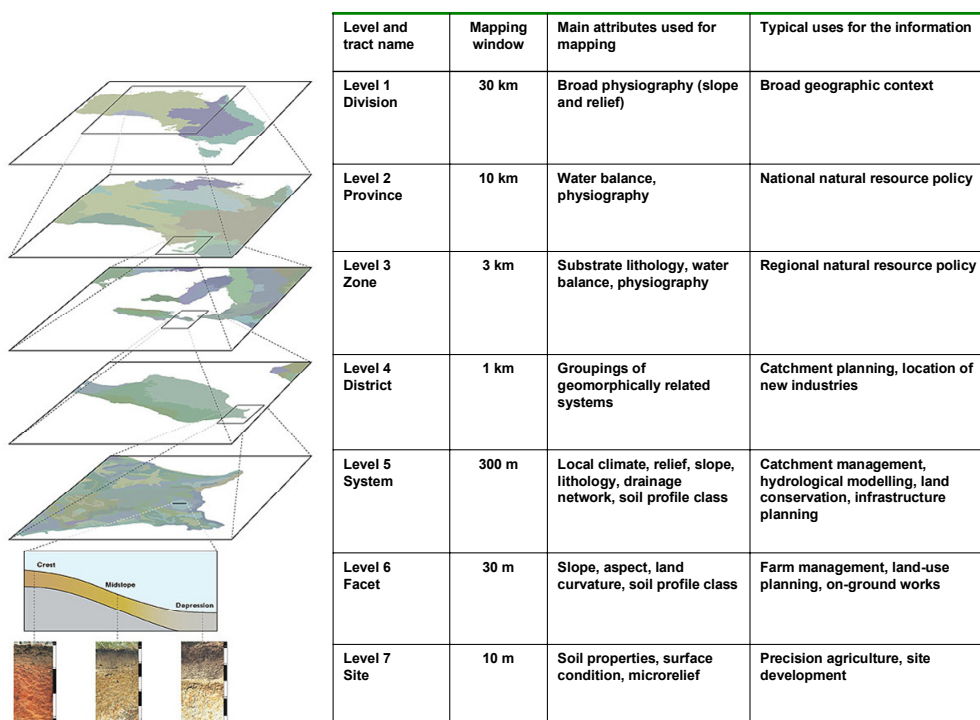 Level and
tract name
Mapping
window
Main attributes used for
mapping
Typical uses for the information
Level 1
Division
30 km
Broad physiography (slope
and relief)
Broad geographic context
Level 2
Province
10 km
Water balance,
physiography
National natural resource policy
Level 3
Zone
3 km
Substrate lithology, water
balance, physiography
Regional natural resource policy
Level 4
District
1 km
Groupings of
geomorphically related
systems
Catchment planning, location of
new industries
Level 5
System
300 m
Local climate, relief, slope,
lithology, drainage
network, soil profile class
Catchment management,
hydrological modelling, land
conservation, infrastructure
planning
Crest
Midslope
Depression
Level 6
Facet
30 m
Slope, aspect, land
curvature, soil profile class
Farm management, land-use
planning, on-ground works
Level 7
Site
10 m
Soil properties, surface
condition, microrelief
Precision agriculture, site
development